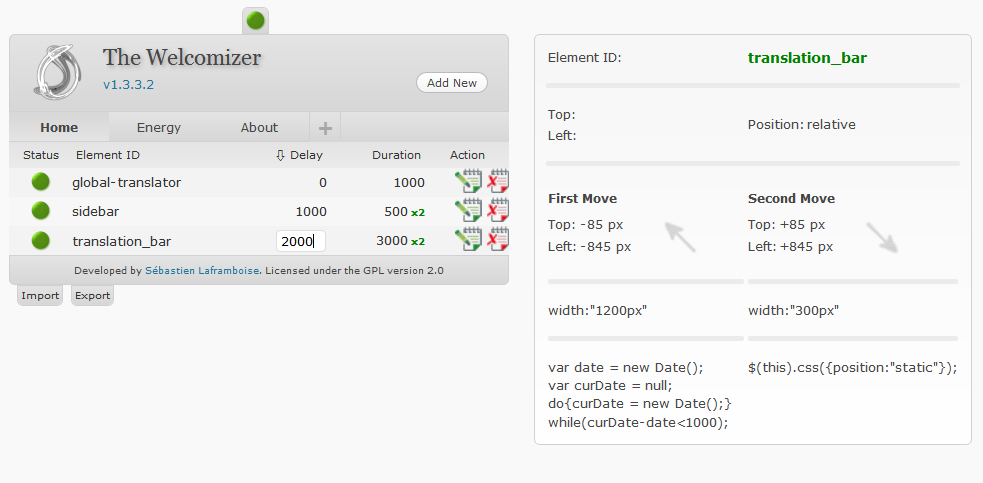 The Welcomizer
v1.3.3.2
Add New
Home Energy About +
Status Element ID ⇩ Delay Duration Action
global-translator 0 1000
sidebar 1000 500 x2
translation_bar 2000 3000 x2
Developed by Sébastien Laframboise. Licensed under the GPL version 2.0
Import Export
Element ID: translation_bar
Top:
Left:
Position: relative
First Move
Top: -85 px
Left: -845 px
Second Move
Top: +85 px
Left: +845 px
width:"1200px"
width:"300px"
var date = new Date();
var curDate = null;
do{curDate = new Date();}
while(curDate-date<1000);
$(this).css({position:"static"});